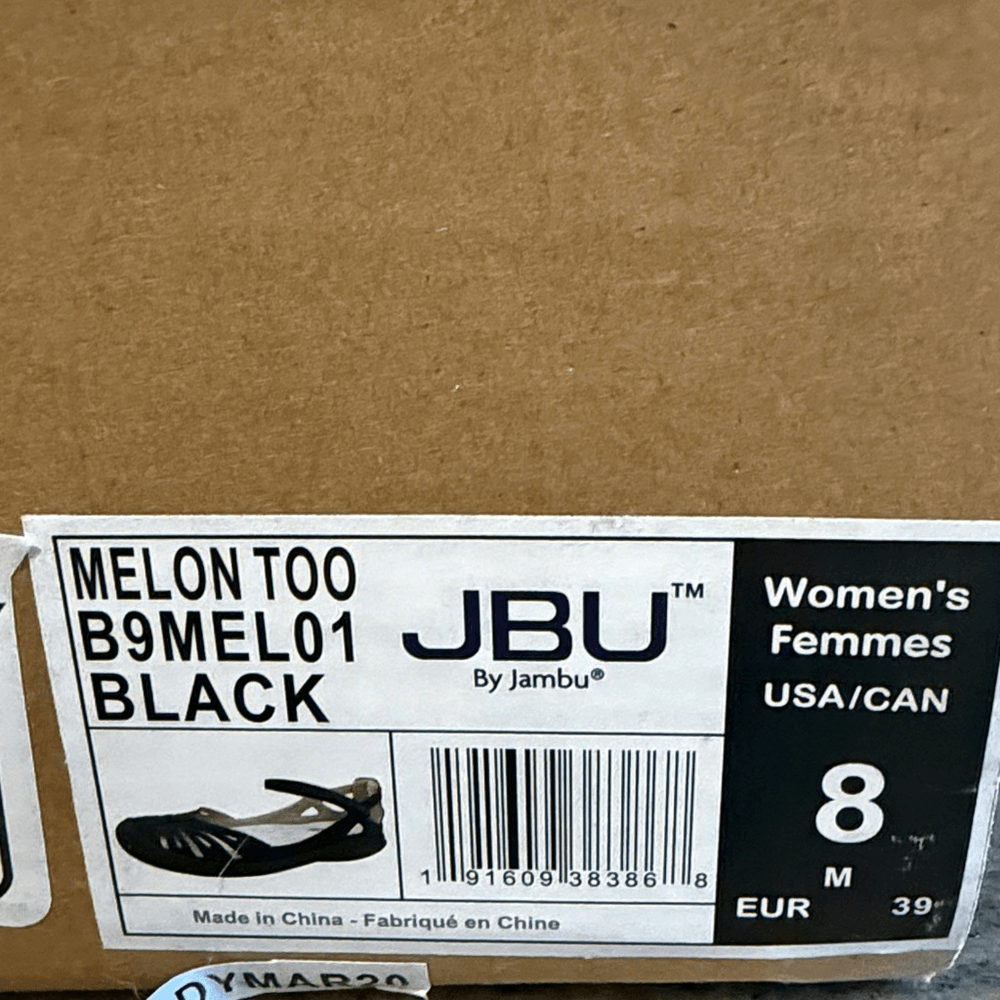 MELON TOO
B9MEL01
BLACK
JBU™
By Jambu®
Women's
Femmes
USA/CAN
8
M
EUR 39
1 91609 38386 8
Made in China - Fabriqué en Chine
DYMAR20